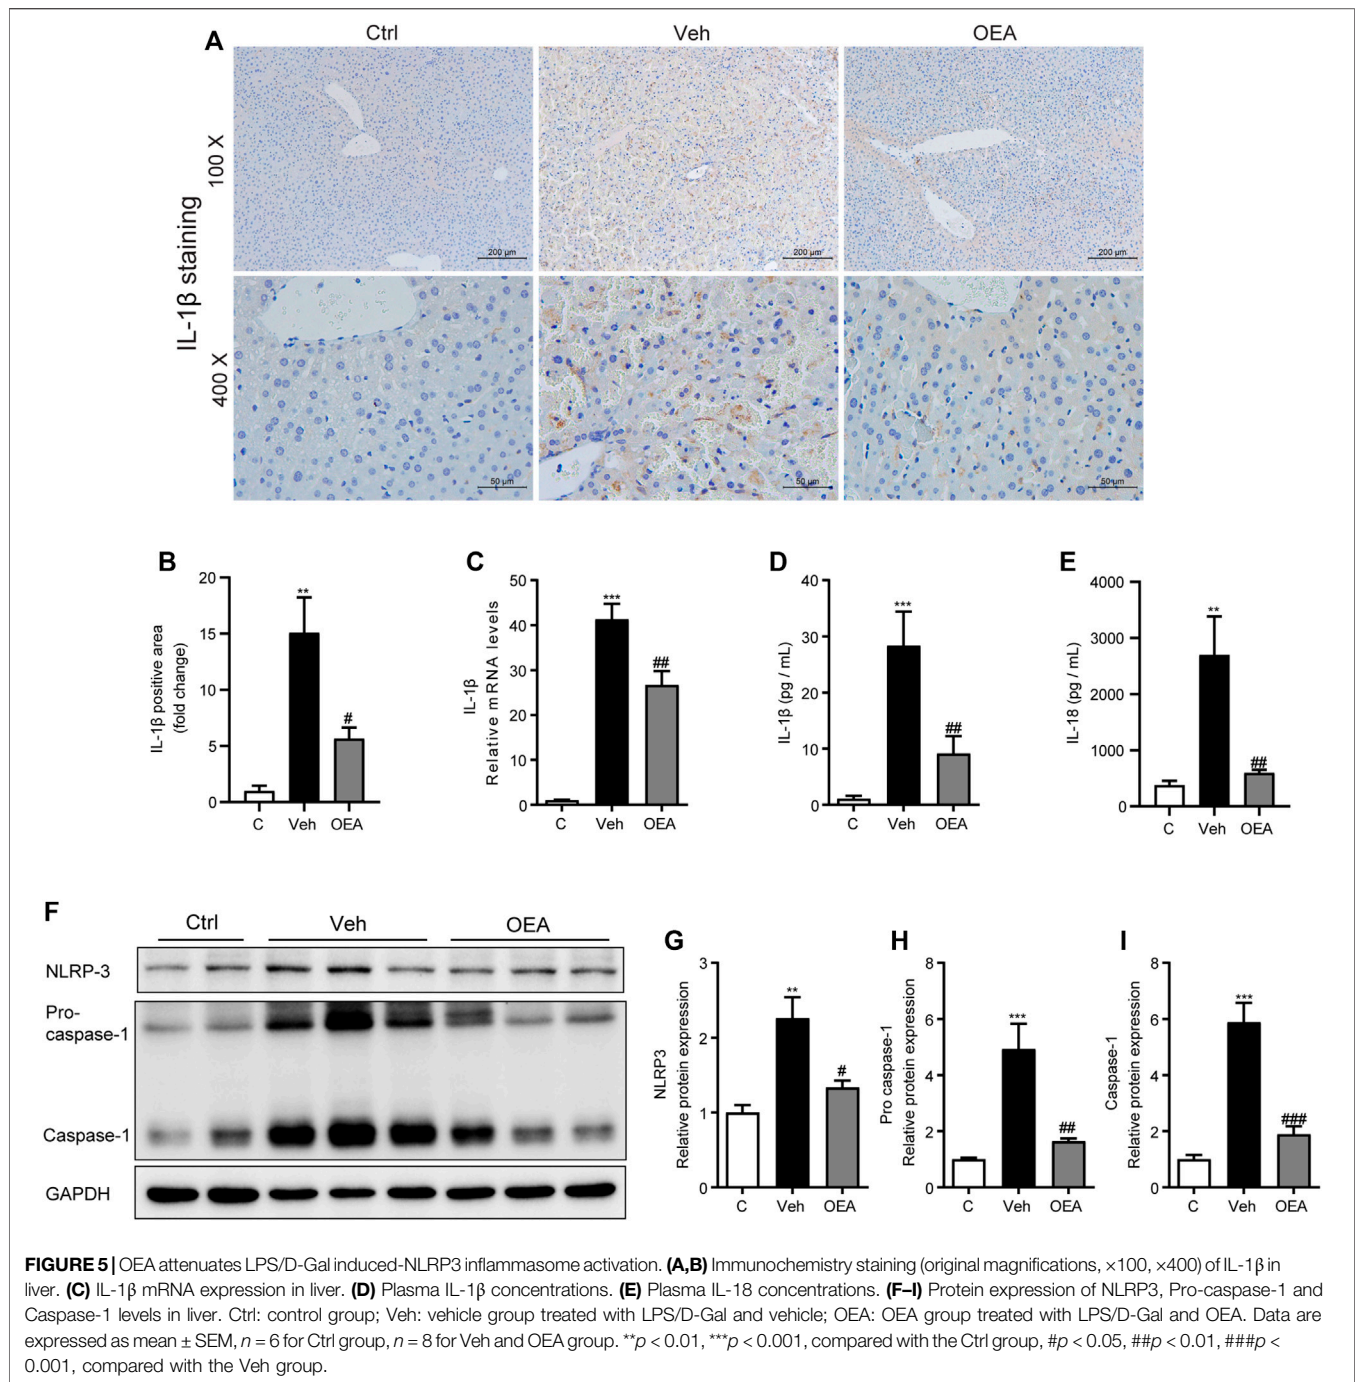 A
Ctrl
Veh
OEA
IL-1β staining
100 X
200 µm
200 µm
200 µm
400 X
50 µm
50 µm
50 µm
B
IL-1β positive area
(fold change)
20
15
10
5
0
**
#
C
Veh
OEA
C
IL-1β
Relative mRNA levels
50
40
30
20
10
0
***
##
C
Veh
OEA
D
IL-1β (pg / mL)
40
30
20
10
0
***
##
C
Veh
OEA
E
IL-18 (pg / mL)
4000
3000
2000
1000
0
**
##
C
Veh
OEA
F
Ctrl
Veh
OEA
NLRP-3
Pro-
caspase-1
Caspase-1
GAPDH
G
NLRP3
Relative protein expression
3
2
1
0
**
#
C
Veh
OEA
H
Pro caspase-1
Relative protein expression
8
6
4
2
0
***
##
C
Veh
OEA
I
Caspase-1
Relative protein expression
8
6
4
2
0
***
###
C
Veh
OEA
FIGURE 5 | OEA attenuates LPS/D-Gal induced-NLRP3 inflammasome activation. (A,B) Immunochemistry staining (original magnifications, ×100, ×400) of IL-1β in
liver. (C) IL-1β mRNA expression in liver. (D) Plasma IL-1β concentrations. (E) Plasma IL-18 concentrations. (F–I) Protein expression of NLRP3, Pro-caspase-1 and
Caspase-1 levels in liver. Ctrl: control group; Veh: vehicle group treated with LPS/D-Gal and vehicle; OEA: OEA group treated with LPS/D-Gal and OEA. Data are
expressed as mean ± SEM, n = 6 for Ctrl group, n = 8 for Veh and OEA group. **p < 0.01, ***p < 0.001, compared with the Ctrl group, #p < 0.05, ##p < 0.01, ###p <
0.001, compared with the Veh group.